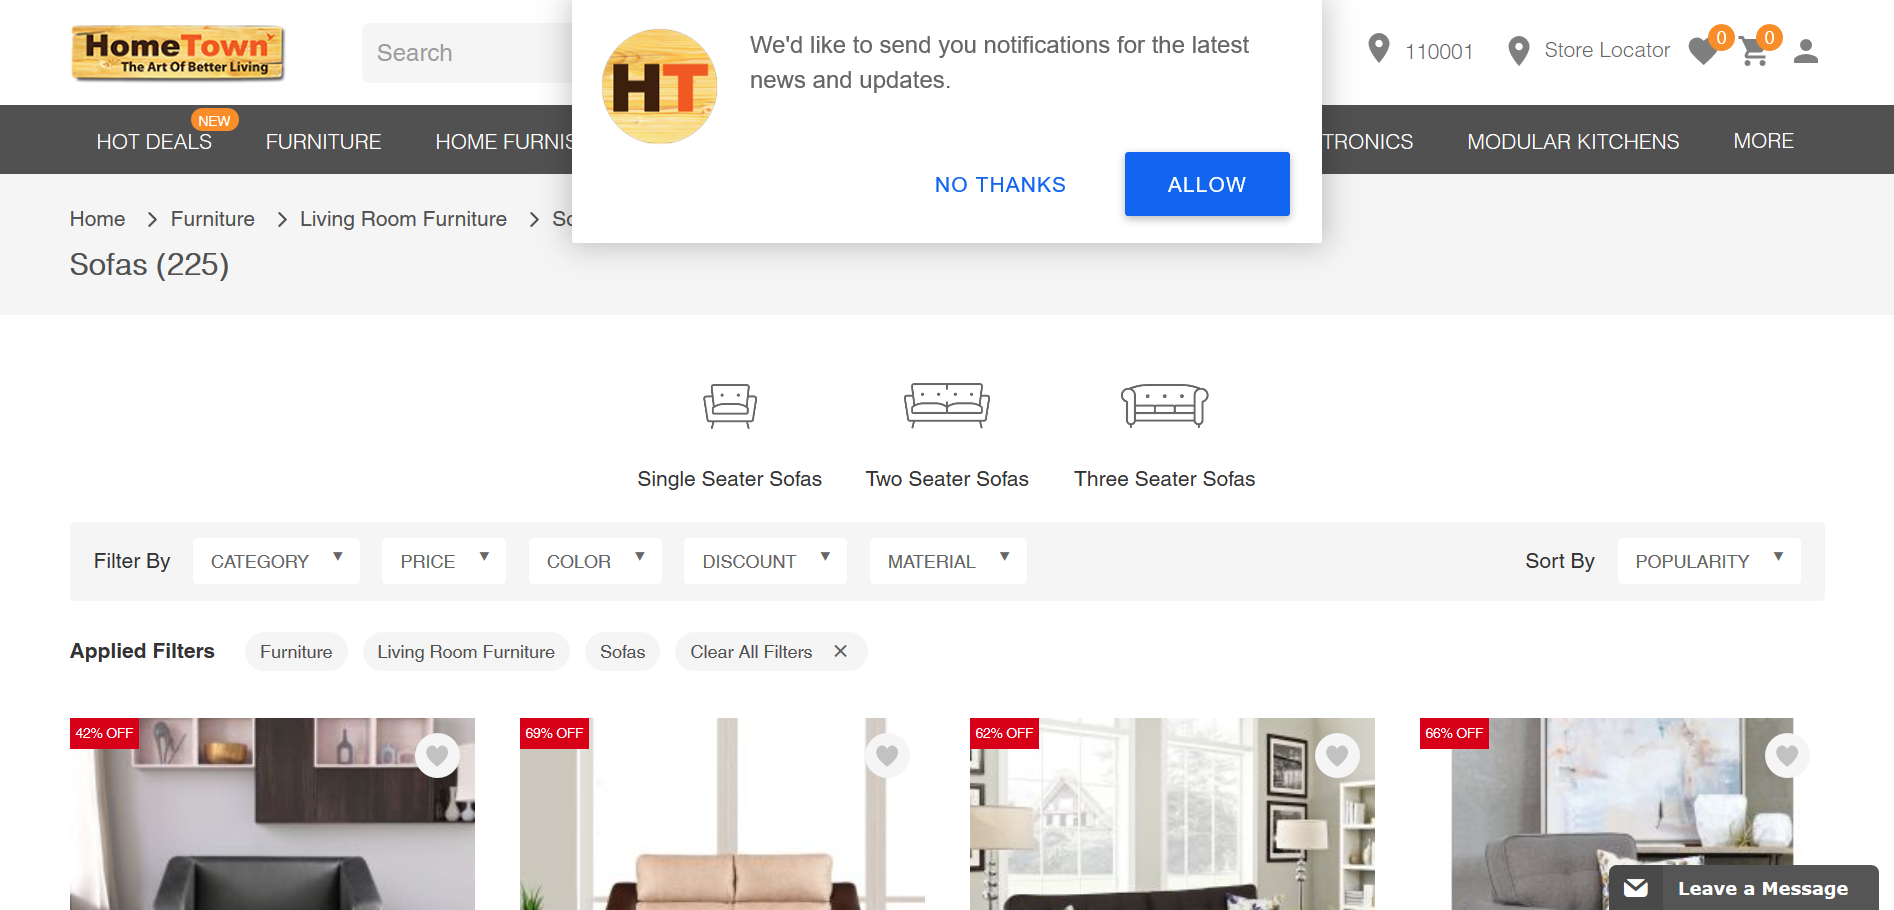 HomeTown
The Art Of Better Living
Search
HT
We'd like to send you notifications for the latest
news and updates.
NO THANKS
ALLOW
110001
Store Locator
0
0
NEW
HOT DEALS
FURNITURE
HOME FURNIS
TRONICS
MODULAR KITCHENS
MORE
Home > Furniture > Living Room Furniture > So
Sofas (225)
Single Seater Sofas
Two Seater Sofas
Three Seater Sofas
Filter By
CATEGORY
PRICE
COLOR
DISCOUNT
MATERIAL
Sort By
POPULARITY
Applied Filters
Furniture
Living Room Furniture
Sofas
Clear All Filters ×
42% OFF
69% OFF
62% OFF
66% OFF
Leave a Message